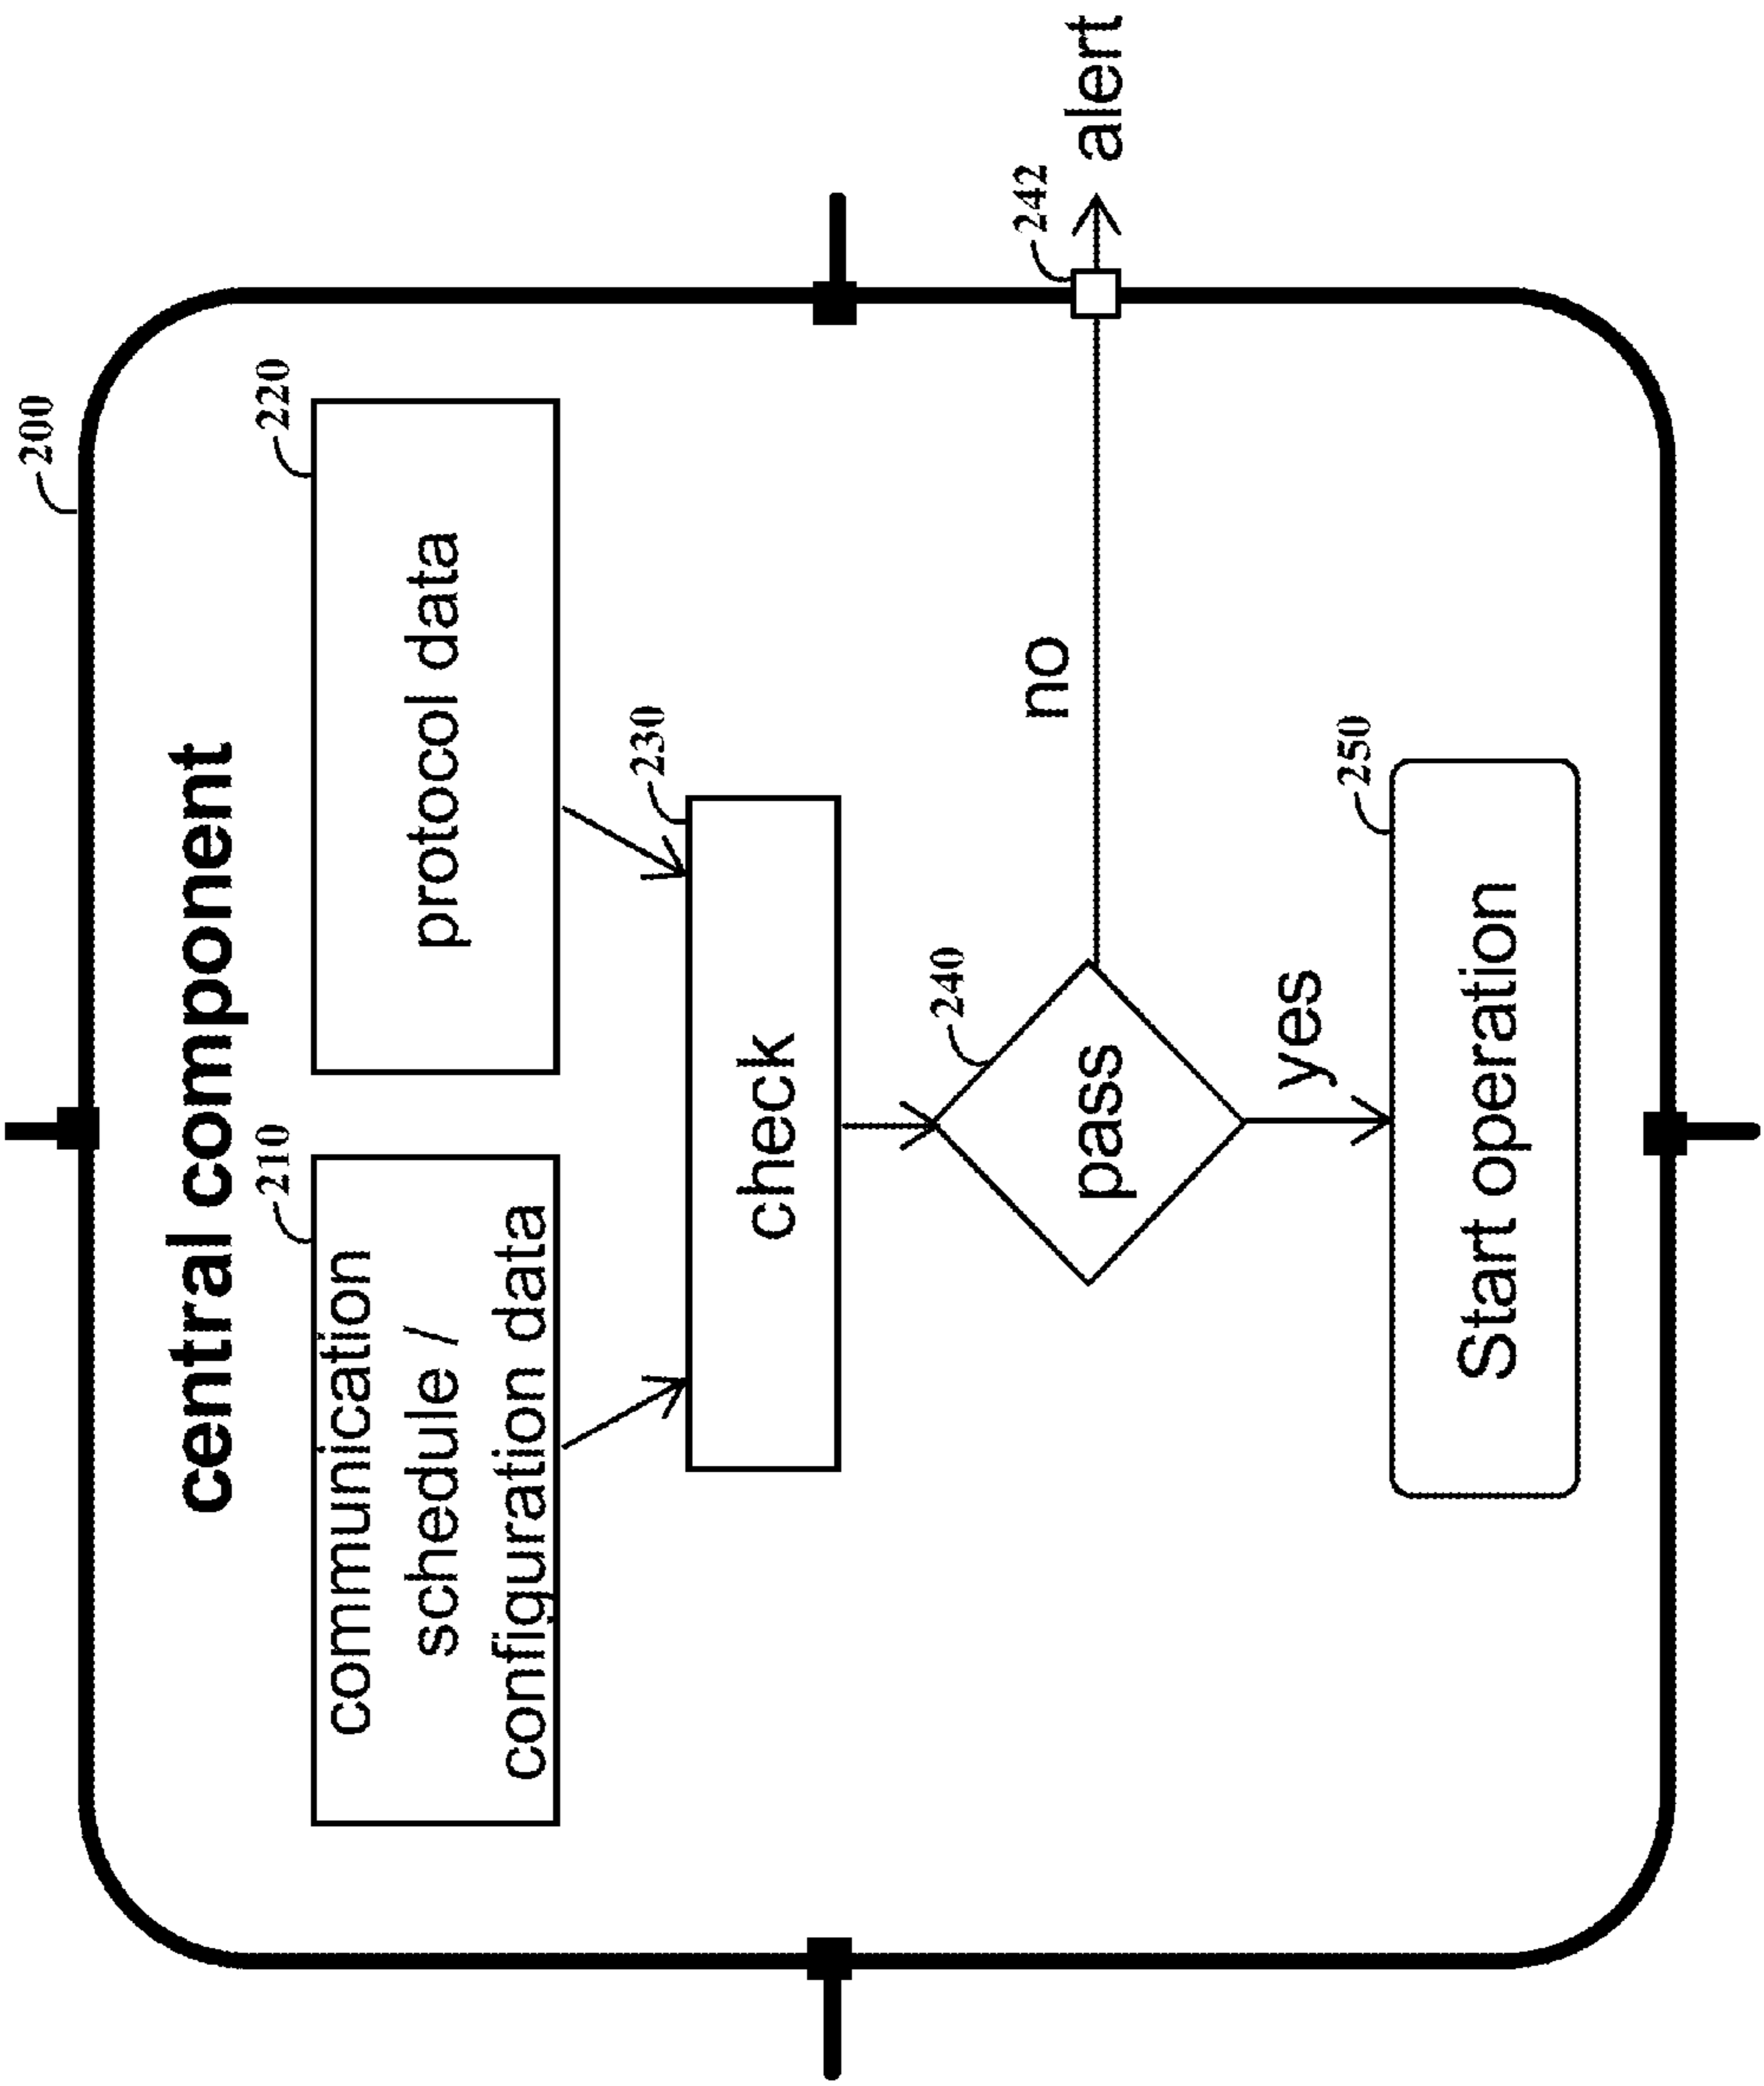 200
central component
210
communication
schedule /
configuration data
220
protocol data
230
check
240
pass
no
242
alert
yes
250
Start operation